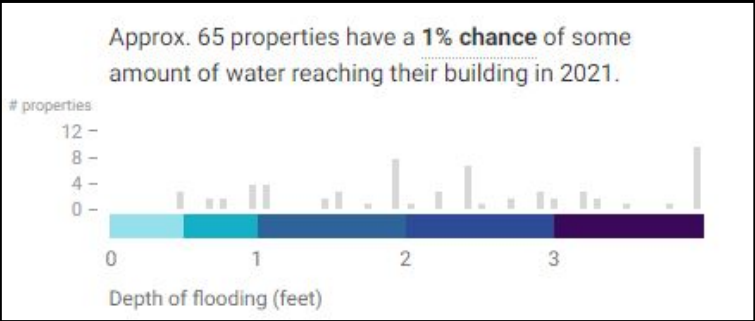 Approx. 65 properties have a 1% chance of some
amount of water reaching their building in 2021.
# properties
12
8
4
0
0 1 2 3
Depth of flooding (feet)